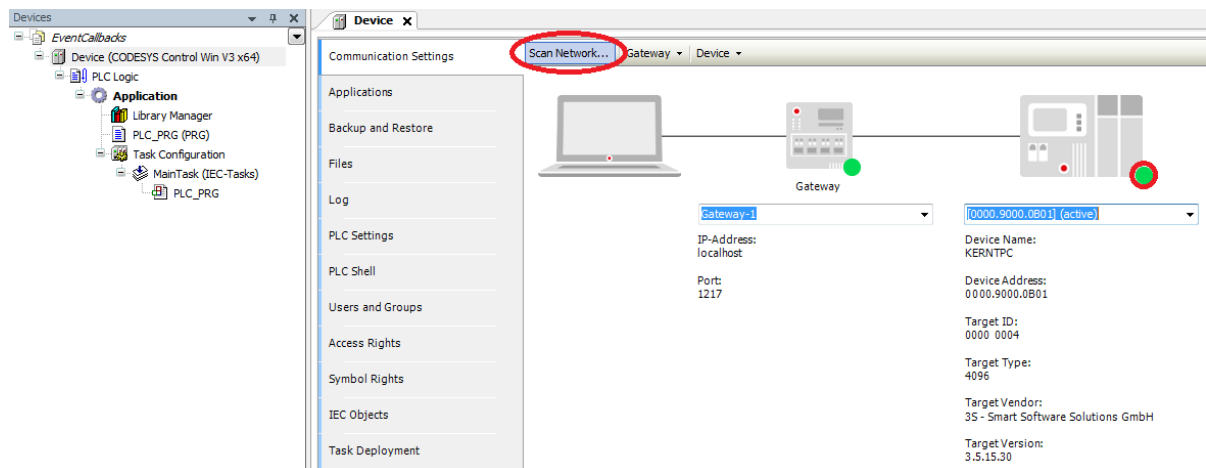 Devices
EventCallbacks
Device (CODESYS Control Win V3 x64)
PLC Logic
Application
Library Manager
PLC_PRG (PRG)
Task Configuration
MainTask (IEC-Tasks)
PLC_PRG
Device
Communication Settings
Applications
Backup and Restore
Files
Log
PLC Settings
PLC Shell
Users and Groups
Access Rights
Symbol Rights
IEC Objects
Task Deployment
Scan Network... Gateway Device
Gateway
Gateway-1
IP-Address:
localhost
Port:
1217
[0000.9000.0B01] (active)
Device Name:
KERNTPC
Device Address:
0000.9000.0B01
Target ID:
0000 0004
Target Type:
4096
Target Vendor:
3S - Smart Software Solutions GmbH
Target Version:
3.5.15.30